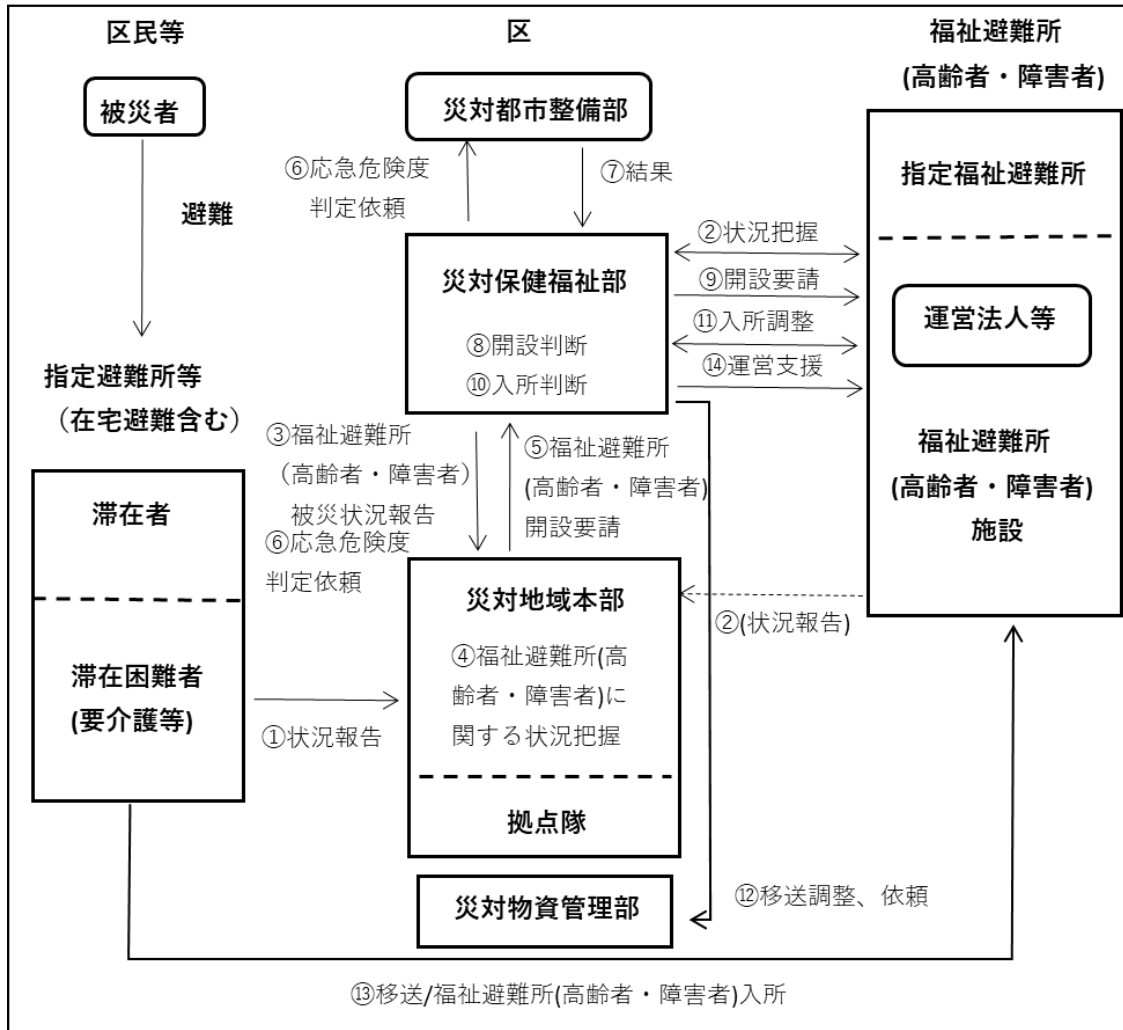 区民等
区
福祉避難所
(高齢者・障害者)
被災者
災対都市整備部
⑥応急危険度
判定依頼
⑦結果
避難
指定福祉避難所
②状況把握
災対保健福祉部
⑨開設要請
運営法人等
⑪入所調整
⑧開設判断
⑩入所判断
⑭運営支援
指定避難所等
（在宅避難含む）
③福祉避難所
（高齢者・障害者）
被災状況報告
⑥応急危険度
判定依頼
⑤福祉避難所
(高齢者・障害者)
開設要請
福祉避難所
(高齢者・障害者)
施設
滞在者
災対地域本部
②(状況報告)
④福祉避難所(高
齢者・障害者)に
関する状況把握
滞在困難者
(要介護等)
①状況報告
拠点隊
災対物資管理部
⑫移送調整、依頼
⑬移送/福祉避難所(高齢者・障害者)入所